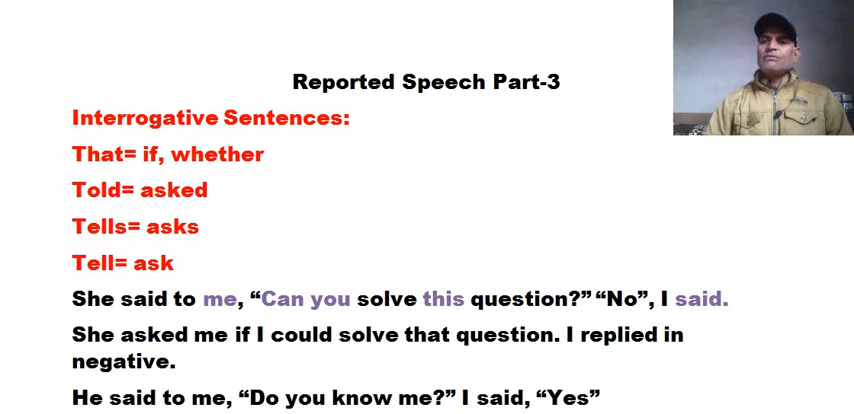 Reported Speech Part-3
Interrogative Sentences:
That= if, whether
Told= asked
Tells= asks
Tell= ask
She said to me, “Can you solve this question?” “No”, I said.
She asked me if I could solve that question. I replied in
negative.
He said to me, “Do you know me?” I said, “Yes”